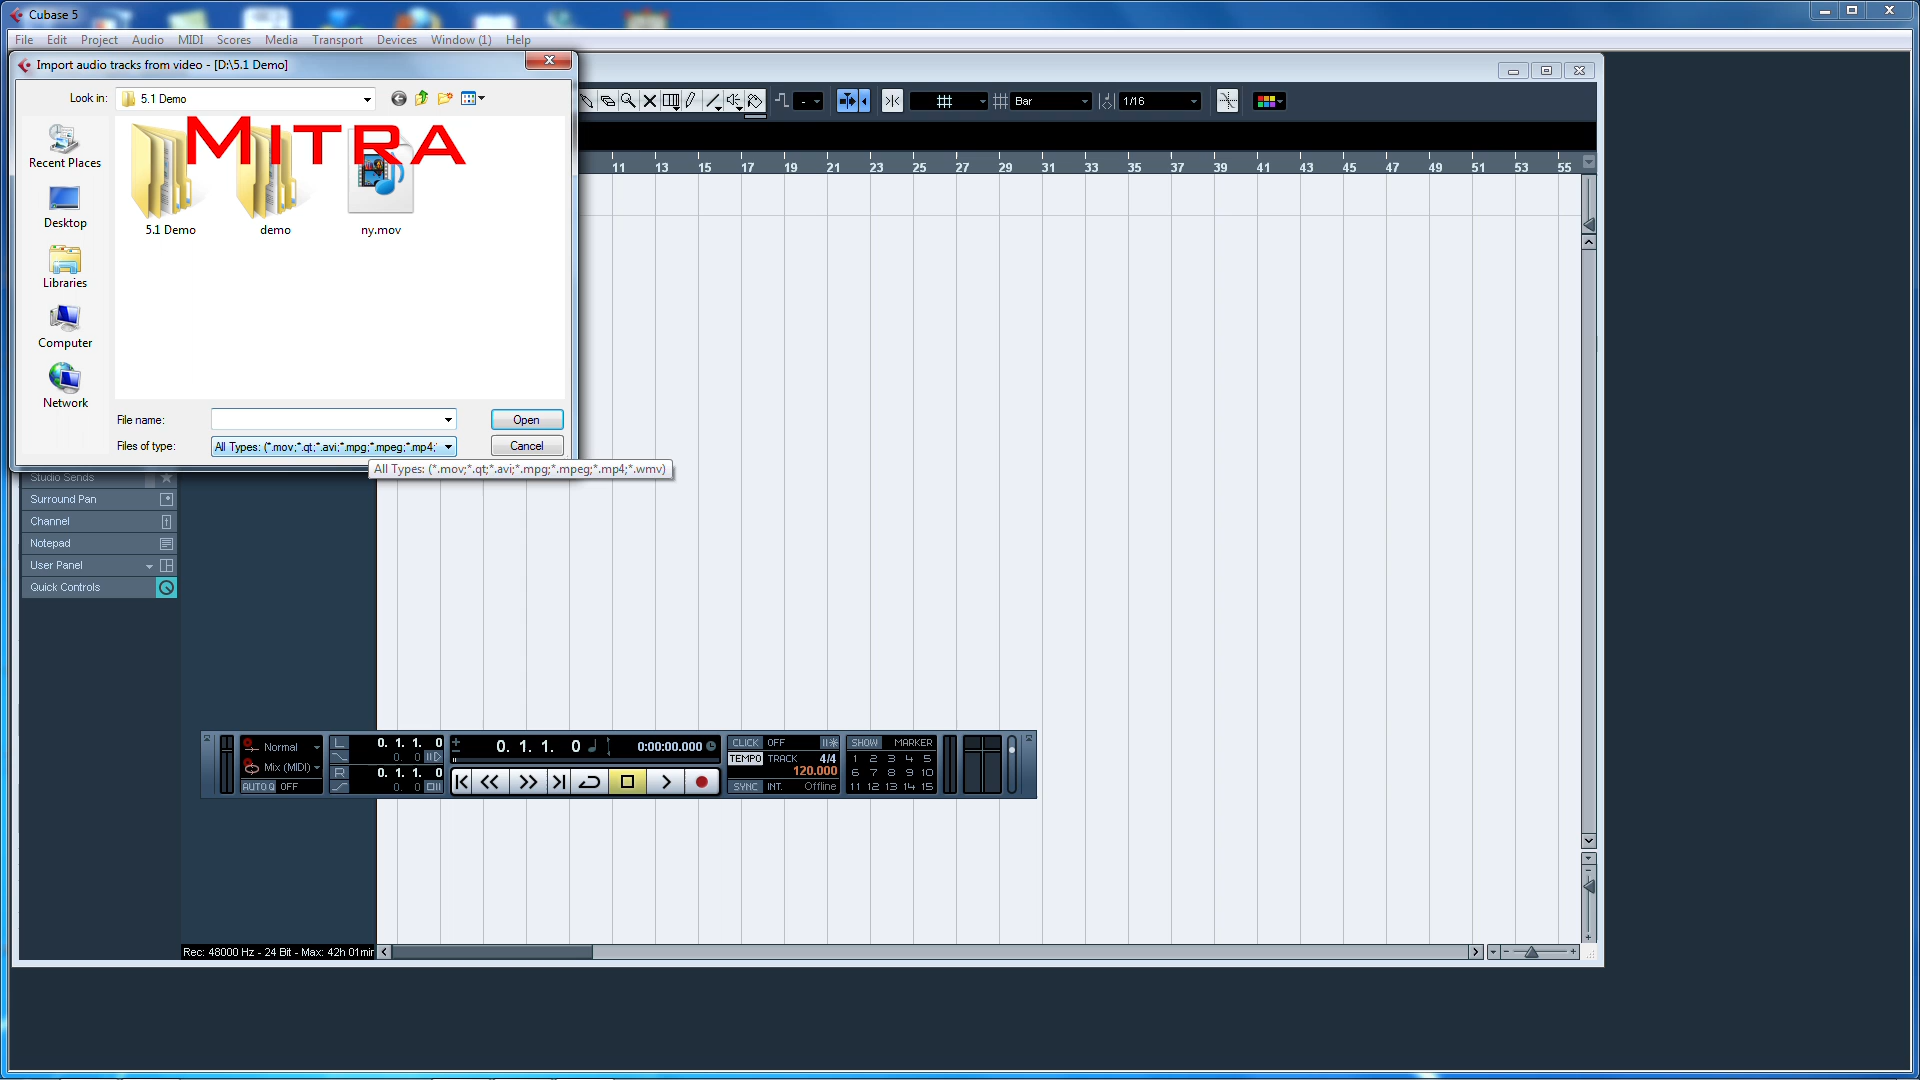 Cubase 5
File Edit Project Audio MIDI Scores Media Transport Devices Window (1) Help
Import audio tracks from video - [D:\5.1 Demo]
Look in: 5.1 Demo
- Bar 1/16
MITRA
11 13 15 17 19 21 23 25 27 29 31 33 35 37 39 41 43 45 47 49 51 53 55
Recent Places
Desktop
Libraries
Computer
Network
5.1 Demo demo ny.mov
File name: Open
Files of type: All Types: (*.mov;*.qt;*.avi;*.mpg;*.mpeg;*.mp4; Cancel
All Types: (*.mov;*.qt;*.avi;*.mpg;*.mpeg;*.mp4;*.wmv)
Studio Sends
Surround Pan
Channel
Notepad
User Panel
Quick Controls
Normal
Mix (MIDI)
AUTO Q OFF
L 0. 1. 1. 0
0. 0
R 0. 1. 1. 0
0. 0
0. 1. 1. 0 0:00:00.000
CLICK OFF
TEMPO TRACK 4/4
120.000
SYNC INT. Offline
SHOW MARKER
1 2 3 4 5
6 7 8 9 10
11 12 13 14 15
Rec: 48000 Hz - 24 Bit - Max: 42h 01min